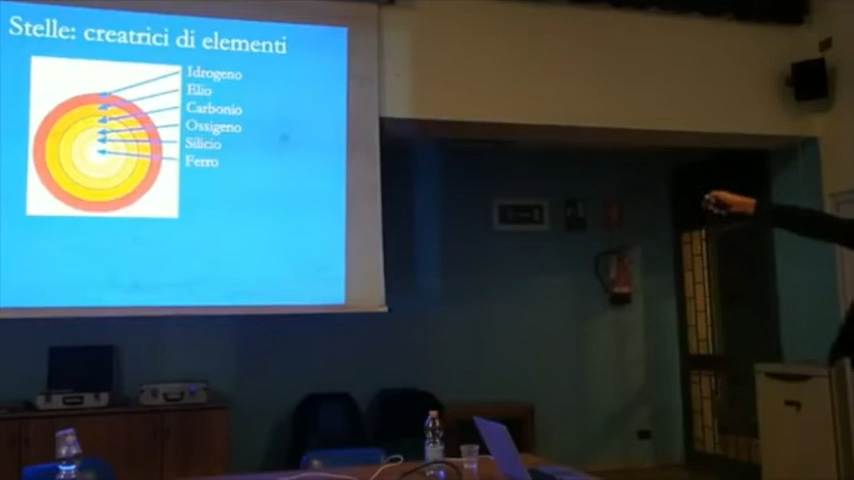 Stelle: creatrici di elementi
Idrogeno
Elio
Carbonio
Ossigeno
Silicio
Ferro